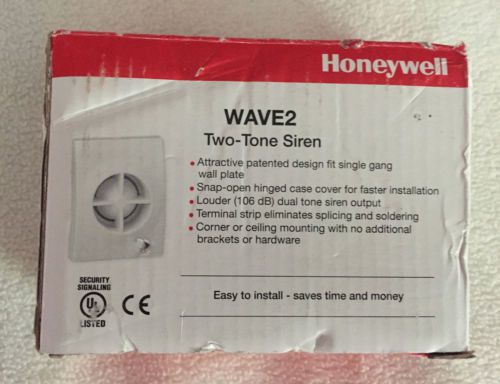 Honeywell
WAVE2
Two-Tone Siren
• Attractive patented design fit single gang
wall plate
• Snap-open hinged case cover for faster installation
• Louder (106 dB) dual tone siren output
• Terminal strip eliminates splicing and soldering
• Corner or ceiling mounting with no additional
brackets or hardware
SECURITY
SIGNALING
UL
LISTED
CE
Easy to install - saves time and money